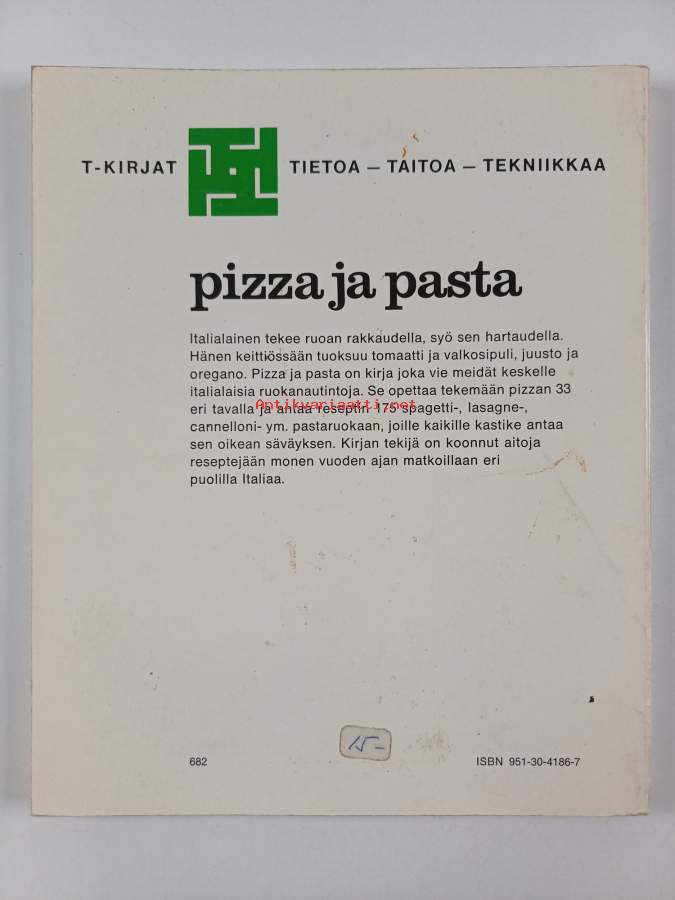 T-KIRJAT TIETOA — TAITOA — TEKNIIKKAA
pizza ja pasta
Italialainen tekee ruoan rakkaudella, syö sen hartaudella.
Hänen keittiössään tuoksuu tomaatti ja valkosipuli, juusto ja
oregano. Pizza ja pasta on kirja joka vie meidät keskelle
italialaisia ruokanautintoja. Se opettaa tekemään pizzan 33
Antikvariaatti.net
eri tavalla ja antaa reseptin 175 spagetti-, lasagne-,
cannelloni- ym. pastaruokaan, joille kaikille kastike antaa
sen oikean säväyksen. Kirjan tekijä on koonnut aitoja
reseptejään monen vuoden ajan matkoillaan eri
puolilla Italiaa.
15-
682 ISBN 951-30-4186-7